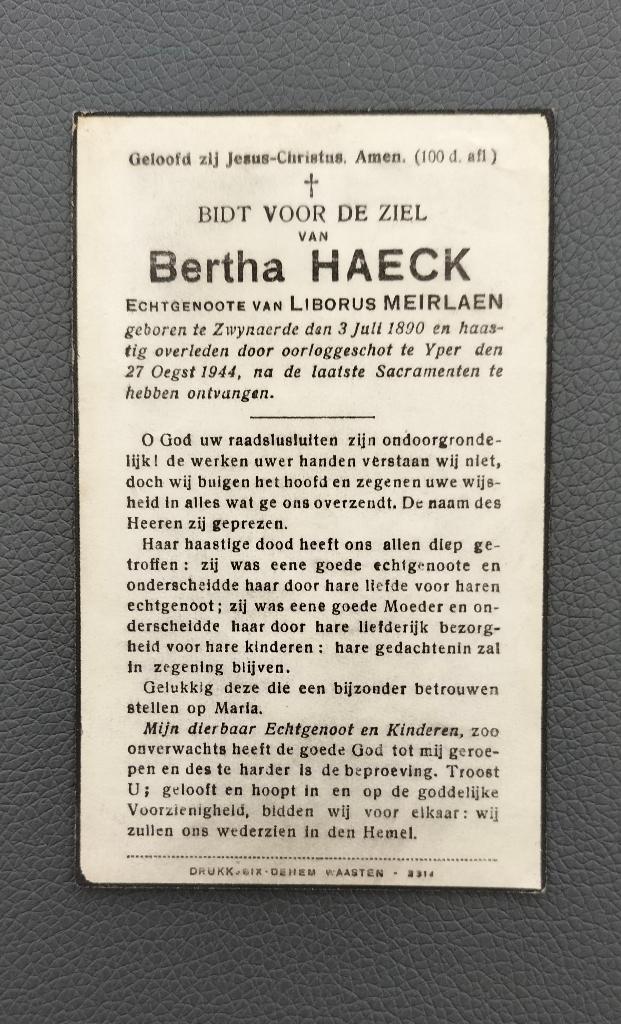 Geloofd zij Jesus-Christus. Amen. (100 d. afl)
✝
BIDT VOOR DE ZIEL
VAN
Bertha HAECK
ECHTGENOOTE VAN LIBORUS MEIRLAEN
geboren te Zwynaerde den 3 Juli 1890 en haas-
tig overleden door oorloggeschot te Yper den
27 Oegst 1944, na de laatste Sacramenten te
hebben ontvangen.
O God uw raadslusluiten zijn ondoorgronde-
lijk! de werken uwer handen verstaan wij niet,
doch wij buigen het hoofd en zegenen uwe wijs-
heid in alles wat ge ons overzendt. De naam des
Heeren zij geprezen.
Haar haastige dood heeft ons allen diep ge-
troffen : zij was eene goede echtgenoote en
onderscheidde haar door hare liefde voor haren
echtgenoot; zij was eene goede Moeder en on-
derscheidde haar door hare liefderijk bezorg-
heid voor hare kinderen : hare gedachtenin zal
in zegening blijven.
Gelukkig deze die een bijzonder betrouwen
stellen op Maria.
Mijn dierbaar Echtgenoot en Kinderen, zoo
onverwachts heeft de goede God tot mij geroe-
pen en des te harder is de beproeving. Troost
U; gelooft en hoopt in en op de goddelijke
Voorzienigheid, bidden wij voor elkaar: wij
zullen ons wederzien in den Hemel.
DEHEM WAASTEN - 3314